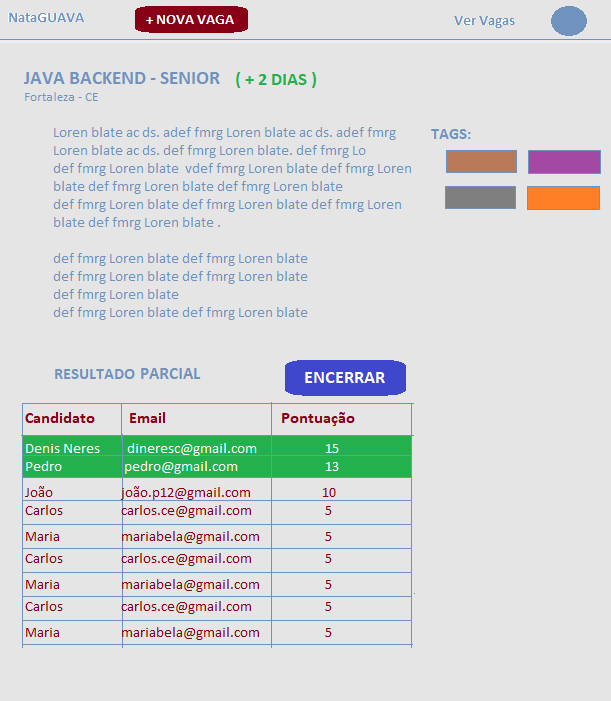 NataGUAVA
+ NOVA VAGA
Ver Vagas
JAVA BACKEND - SENIOR ( + 2 DIAS )
Fortaleza - CE
Loren blate ac ds. adef fmrg Loren blate ac ds. adef fmrg
Loren blate ac ds. def fmrg Loren blate. def fmrg Lo
def fmrg Loren blate vdef fmrg Loren blate def fmrg Loren
blate def fmrg Loren blate def fmrg Loren blate
def fmrg Loren blate def fmrg Loren blate def fmrg Loren
blate def fmrg Loren blate .
TAGS:
def fmrg Loren blate def fmrg Loren blate
def fmrg Loren blate def fmrg Loren blate
def fmrg Loren blate
def fmrg Loren blate def fmrg Loren blate
RESULTADO PARCIAL
ENCERRAR
Candidato Email Pontuação
Denis Neres dineresc@gmail.com 15
Pedro pedro@gmail.com 13
João joão.p12@gmail.com 10
Carlos carlos.ce@gmail.com 5
Maria mariabela@gmail.com 5
Carlos carlos.ce@gmail.com 5
Maria mariabela@gmail.com 5
Carlos carlos.ce@gmail.com 5
Maria mariabela@gmail.com 5